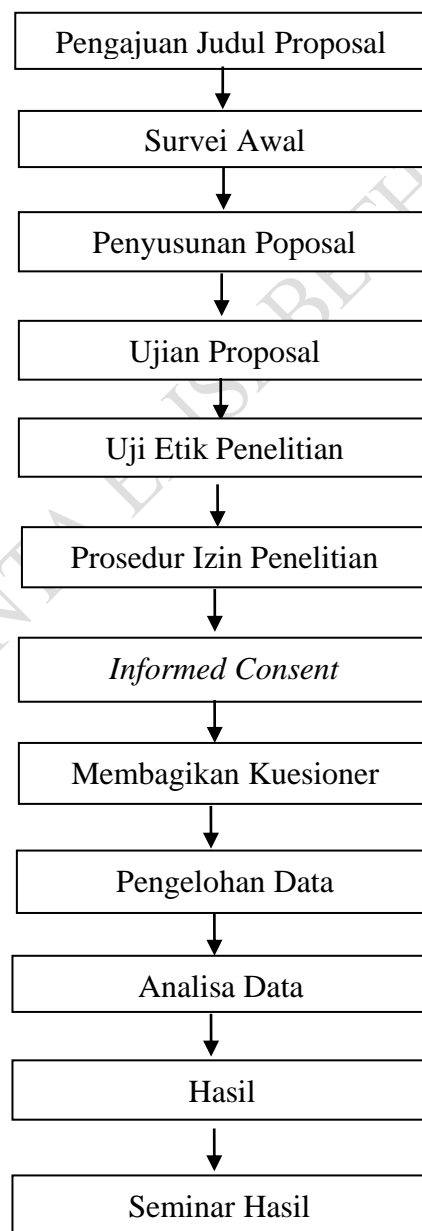 Pengajuan Judul Proposal
Survei Awal
Penyusunan Poposal
Ujian Proposal
Uji Etik Penelitian
Prosedur Izin Penelitian
Informed Consent
Membagikan Kuesioner
Pengelohan Data
Analisa Data
Hasil
Seminar Hasil